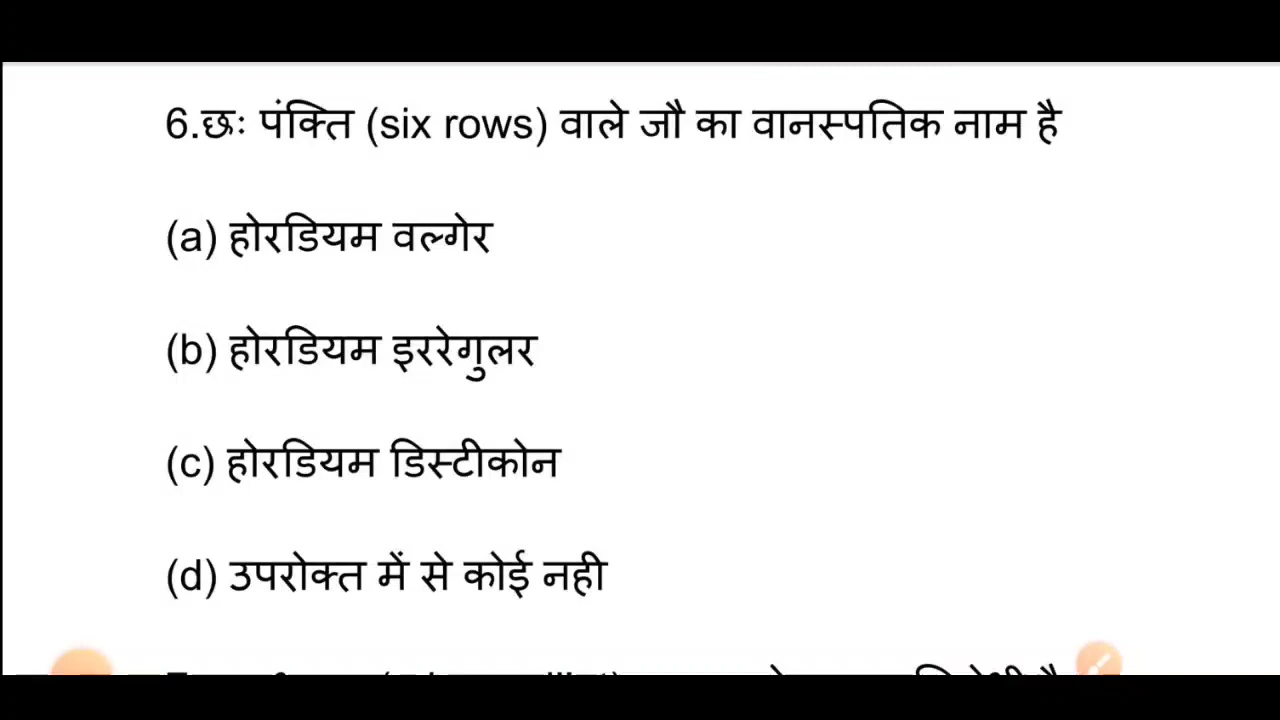 6.छः पंक्ति (six rows) वाले जौ का वानस्पतिक नाम है
(a) होरडियम वल्गेर
(b) होरडियम इररेगुलर
(c) होरडियम डिस्टीकोन
(d) उपरोक्त में से कोई नही